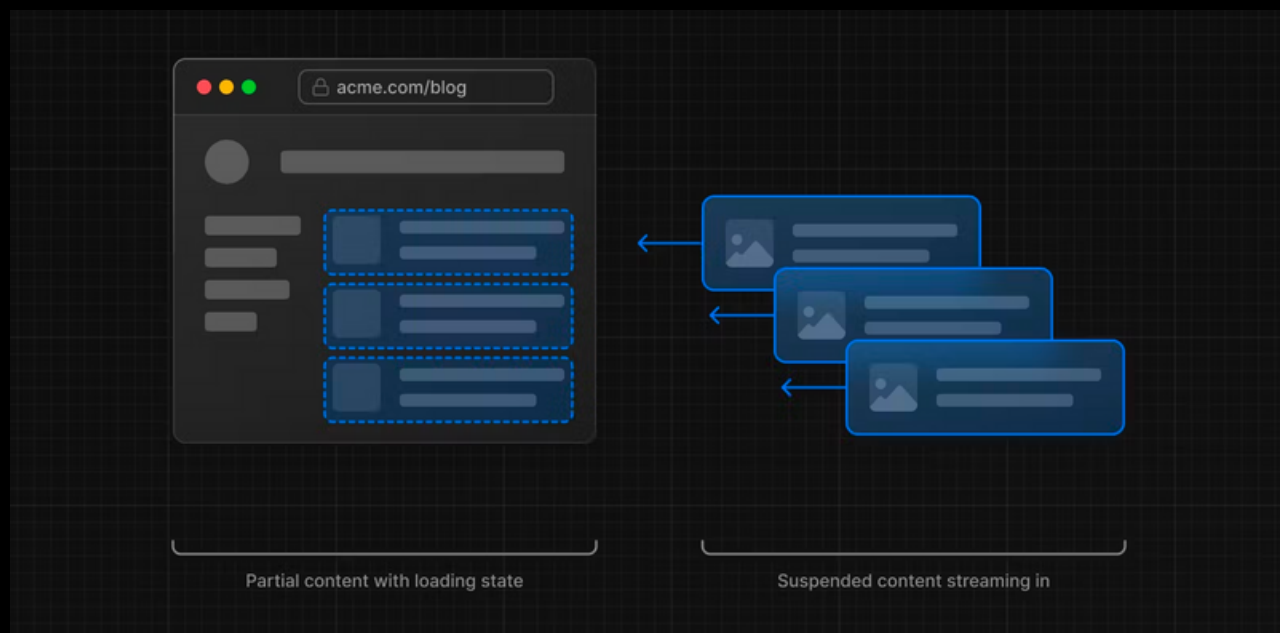 acme.com/blog
Partial content with loading state
Suspended content streaming in